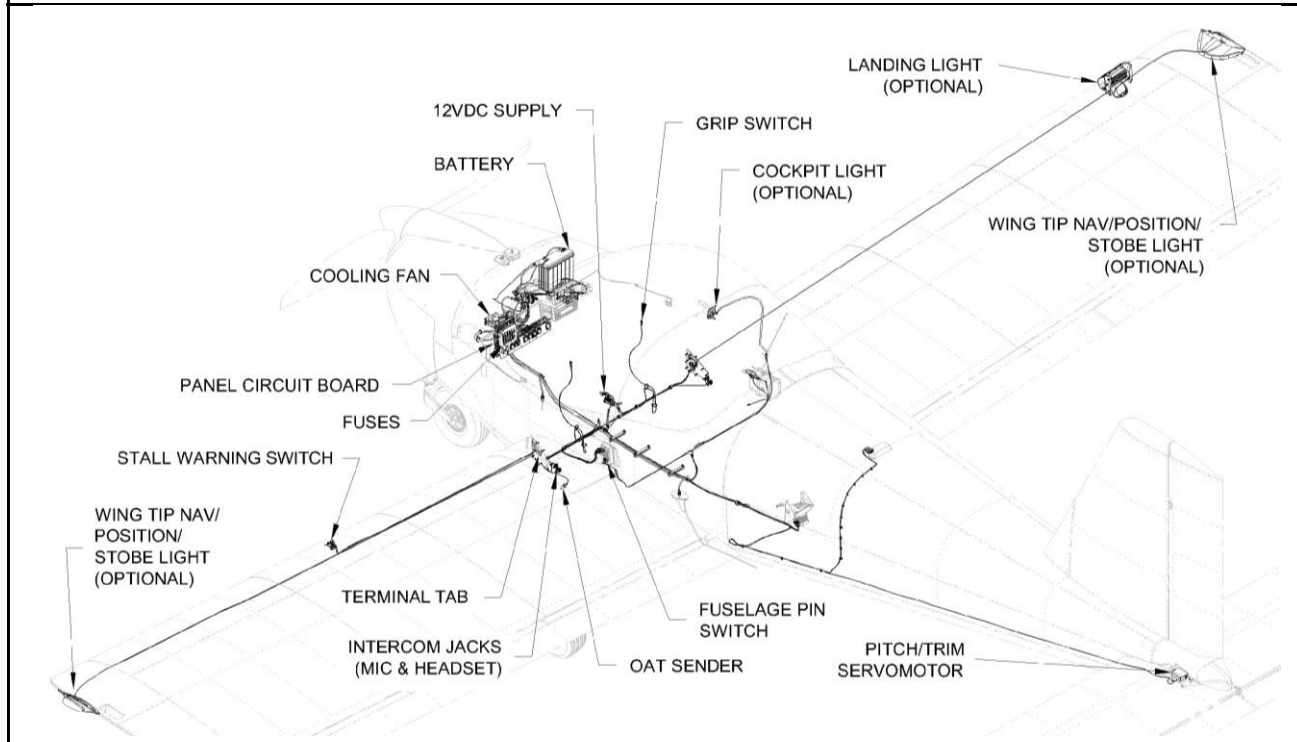 LANDING LIGHT
(OPTIONAL)
12VDC SUPPLY
GRIP SWITCH
BATTERY
COCKPIT LIGHT
(OPTIONAL)
WING TIP NAV/POSITION/
STOBE LIGHT
(OPTIONAL)
COOLING FAN
PANEL CIRCUIT BOARD
FUSES
STALL WARNING SWITCH
WING TIP NAV/
POSITION/
STOBE LIGHT
(OPTIONAL)
TERMINAL TAB
FUSELAGE PIN
SWITCH
INTERCOM JACKS
(MIC & HEADSET)
OAT SENDER
PITCH/TRIM
SERVOMOTOR